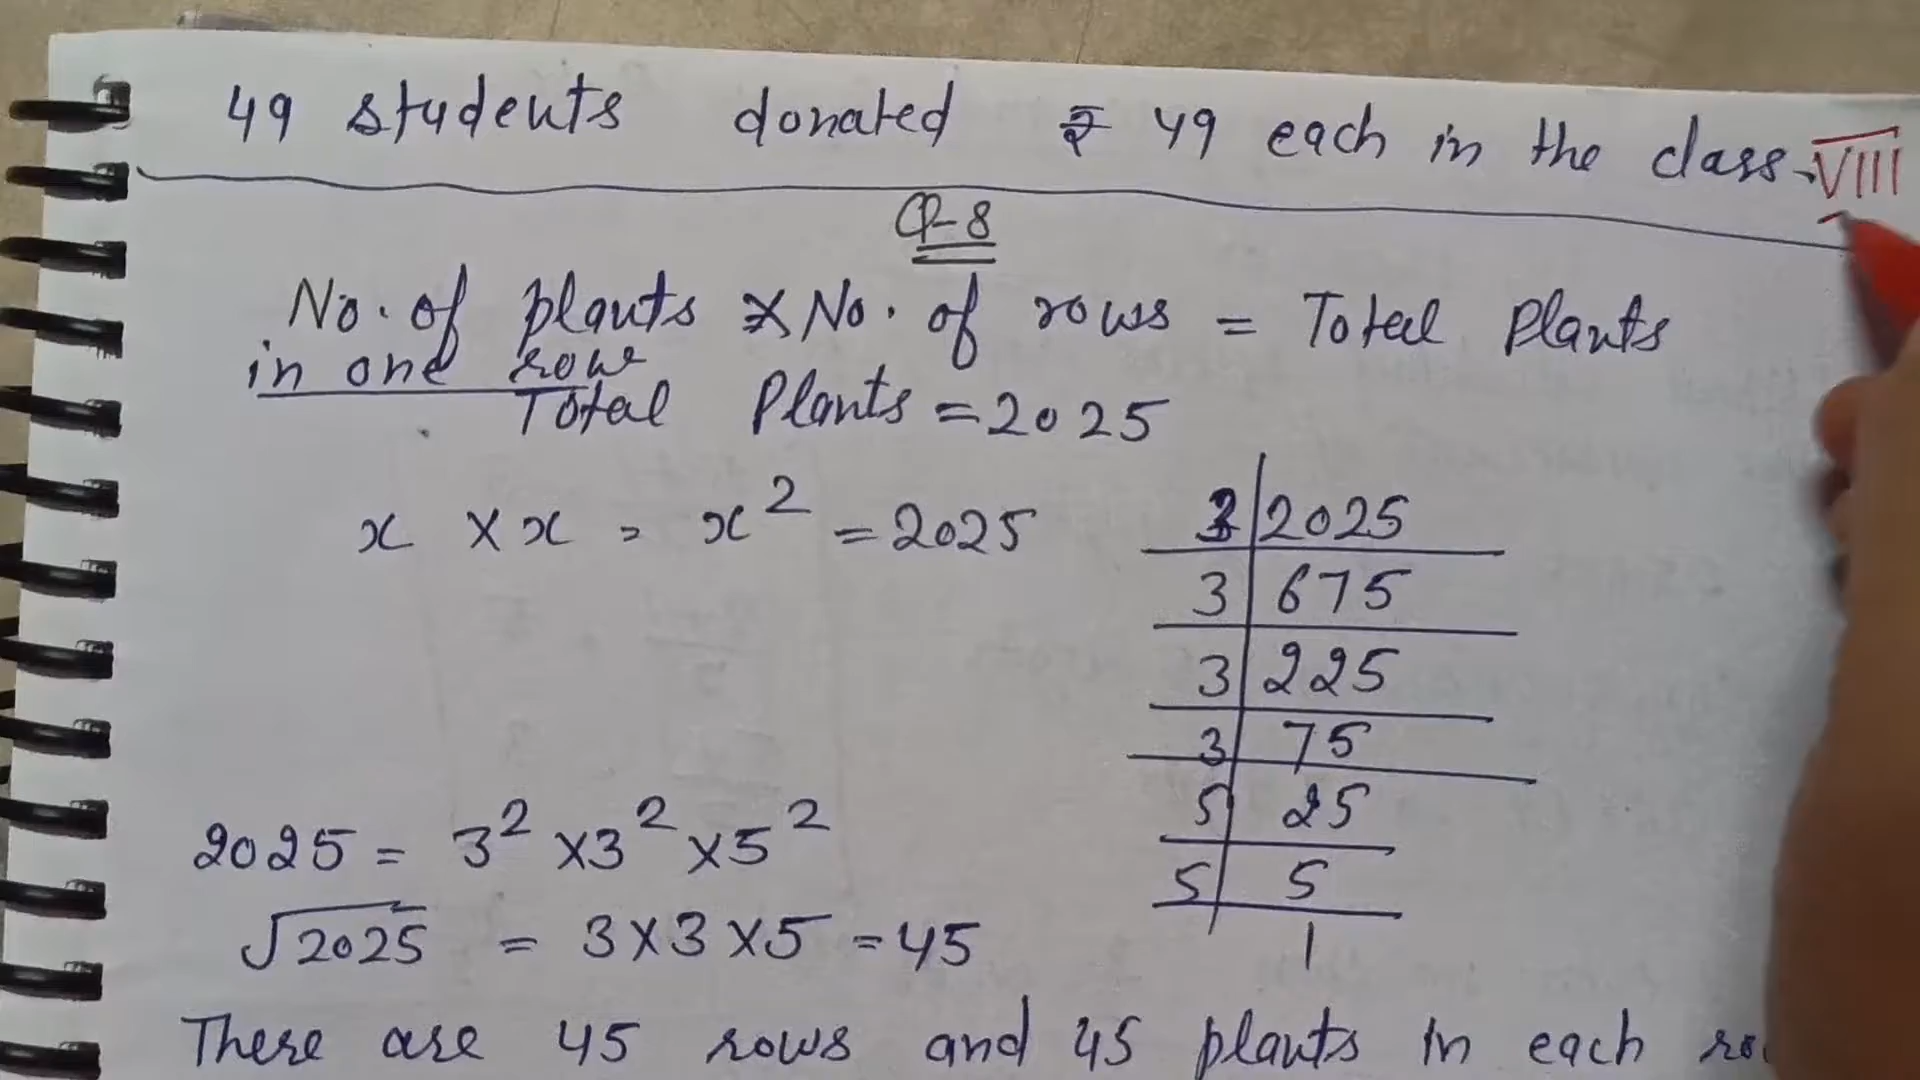 49 students donated ₹ 49 each in the class. VIII
Q-8
No. of plants × No. of rows = Total Plants
in one row
Total Plants = 2025
x × x = x² = 2025
3 | 2025
3 | 675
3 | 225
3 | 75
5 | 25
5 | 5
1
2025 = 3² × 3² × 5²
√2025 = 3 × 3 × 5 = 45
There are 45 rows and 45 plants in each